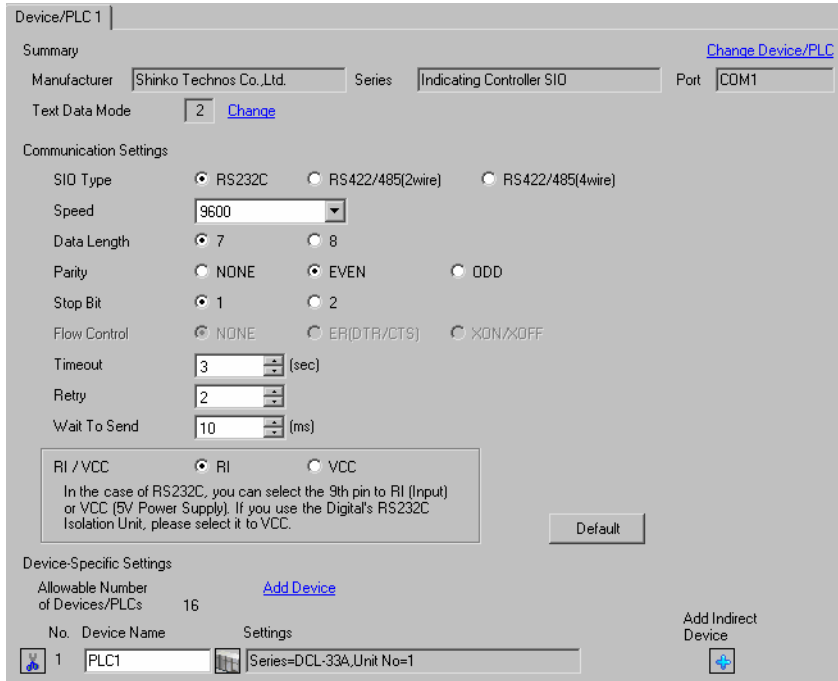 Device/PLC 1
Summary
Change Device/PLC
Manufacturer Shinko Technos Co.,Ltd. Series Indicating Controller SIO Port COM1
Text Data Mode 2 Change
Communication Settings
SIO Type RS232C RS422/485(2wire) RS422/485(4wire)
Speed 9600
Data Length 7 8
Parity NONE EVEN ODD
Stop Bit 1 2
Flow Control NONE ER(DTR/CTS) XON/XOFF
Timeout 3 (sec)
Retry 2
Wait To Send 10 (ms)
RI / VCC RI VCC
In the case of RS232C, you can select the 9th pin to RI (Input)
or VCC (5V Power Supply). If you use the Digital's RS232C
Isolation Unit, please select it to VCC.
Default
Device-Specific Settings
Allowable Number
of Devices/PLCs 16
Add Device
No. Device Name Settings
Add Indirect
Device
1 PLC1 Series=DCL-33A,Unit No=1